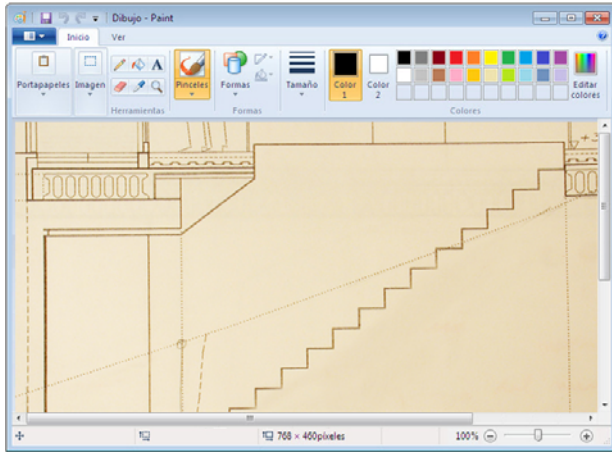 Dibujo - Paint
Inicio Ver
Portapapeles Imagen Pinceles Formas Tamaño Color 1 Color 2 Editar colores
Herramientas Formas Colores
768 × 460píxeles 100%